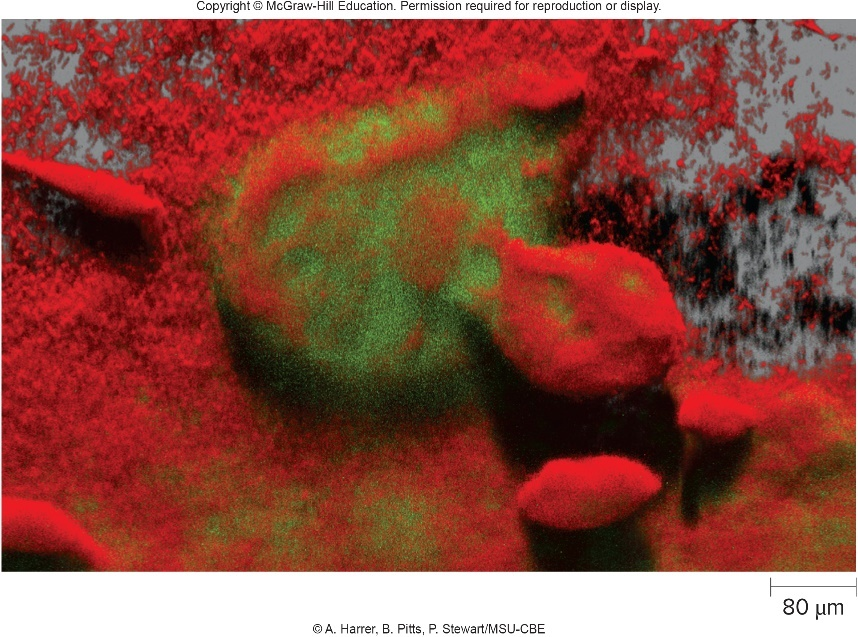 Copyright © McGraw-Hill Education. Permission required for reproduction or display.
80 μm
© A. Harrer, B. Pitts, P. Stewart/MSU-CBE